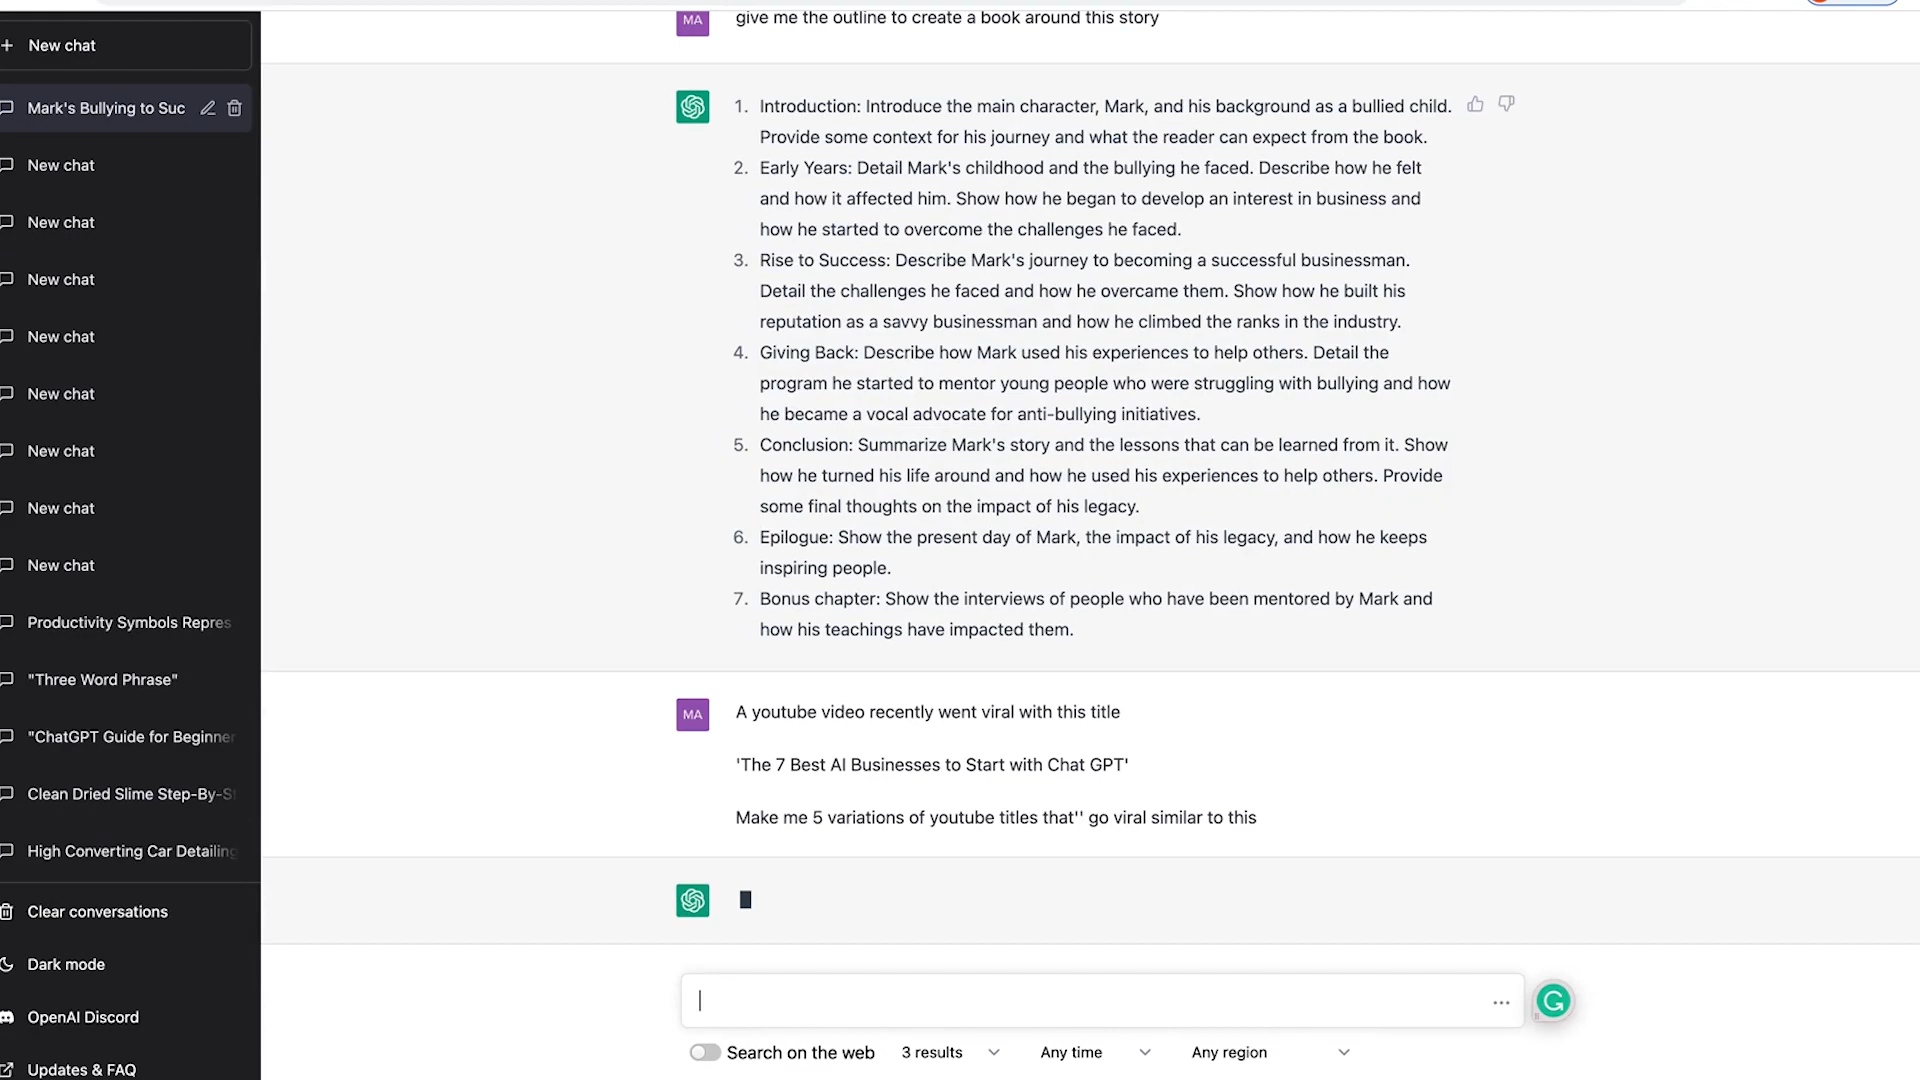 New chat
Mark's Bullying to Suc
New chat
New chat
New chat
New chat
New chat
New chat
New chat
New chat
Productivity Symbols Repres
"Three Word Phrase"
"ChatGPT Guide for Beginner
Clean Dried Slime Step-By-S
High Converting Car Detailing
Clear conversations
Dark mode
OpenAI Discord
Updates & FAQ
MA
give me the outline to create a book around this story
1. Introduction: Introduce the main character, Mark, and his background as a bullied child.
Provide some context for his journey and what the reader can expect from the book.
2. Early Years: Detail Mark's childhood and the bullying he faced. Describe how he felt
and how it affected him. Show how he began to develop an interest in business and
how he started to overcome the challenges he faced.
3. Rise to Success: Describe Mark's journey to becoming a successful businessman.
Detail the challenges he faced and how he overcame them. Show how he built his
reputation as a savvy businessman and how he climbed the ranks in the industry.
4. Giving Back: Describe how Mark used his experiences to help others. Detail the
program he started to mentor young people who were struggling with bullying and how
he became a vocal advocate for anti-bullying initiatives.
5. Conclusion: Summarize Mark's story and the lessons that can be learned from it. Show
how he turned his life around and how he used his experiences to help others. Provide
some final thoughts on the impact of his legacy.
6. Epilogue: Show the present day of Mark, the impact of his legacy, and how he keeps
inspiring people.
7. Bonus chapter: Show the interviews of people who have been mentored by Mark and
how his teachings have impacted them.
MA
A youtube video recently went viral with this title
'The 7 Best AI Businesses to Start with Chat GPT'
Make me 5 variations of youtube titles that'' go viral similar to this
Search on the web
3 results
Any time
Any region